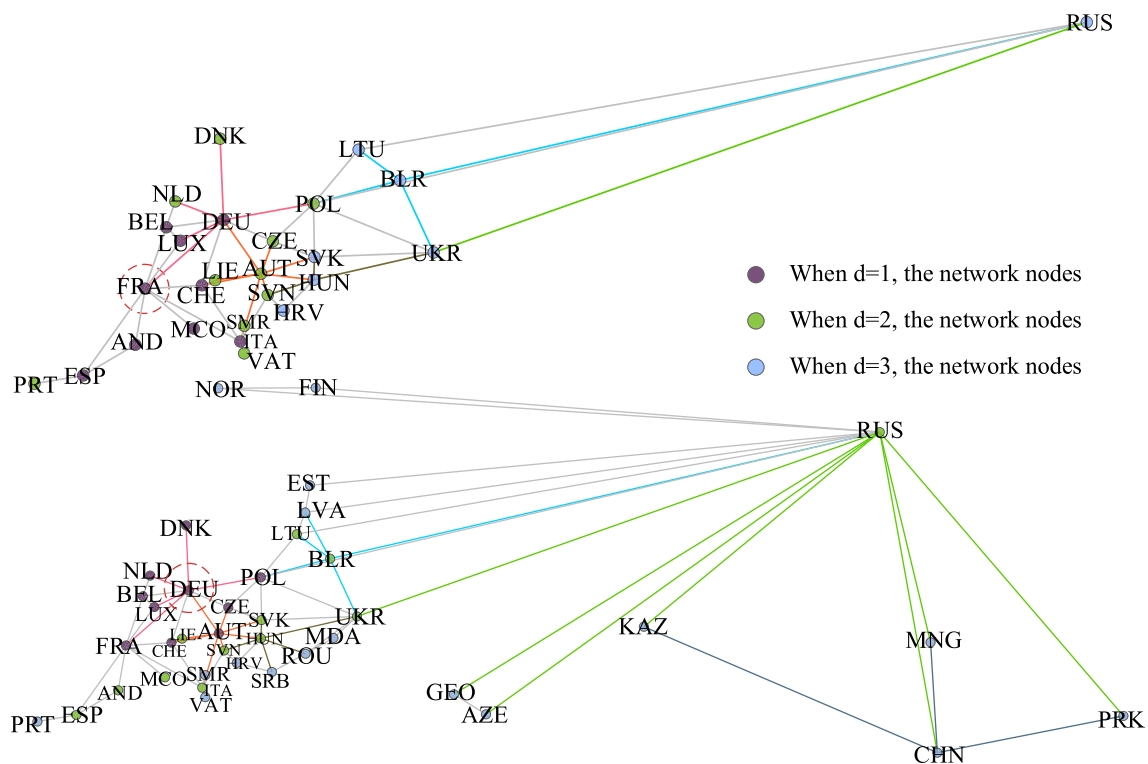 RUS
DNK
LTU
BLR
NLD
POL
BEL
DEU
LUX
CZE
UKR
SVK
LIE
AUT
HUN
FRA
CHE
SVN
HRV
When d=1, the network nodes
When d=2, the network nodes
When d=3, the network nodes
MCO
SMR
AND
ITA
VAT
PRT
ESP
NOR
FIN
RUS
EST
LVA
DNK
LTU
BLR
NLD
DEU
POL
BEL
LUX
CZE
SVK
UKR
FRA
CHE
LIE
AUT
HUN
MDA
SVN
HRV
ROU
KAZ
MNG
MCO
SMR
SRB
AND
ITA
VAT
GEO
AZE
PRK
PRT
ESP
CHN